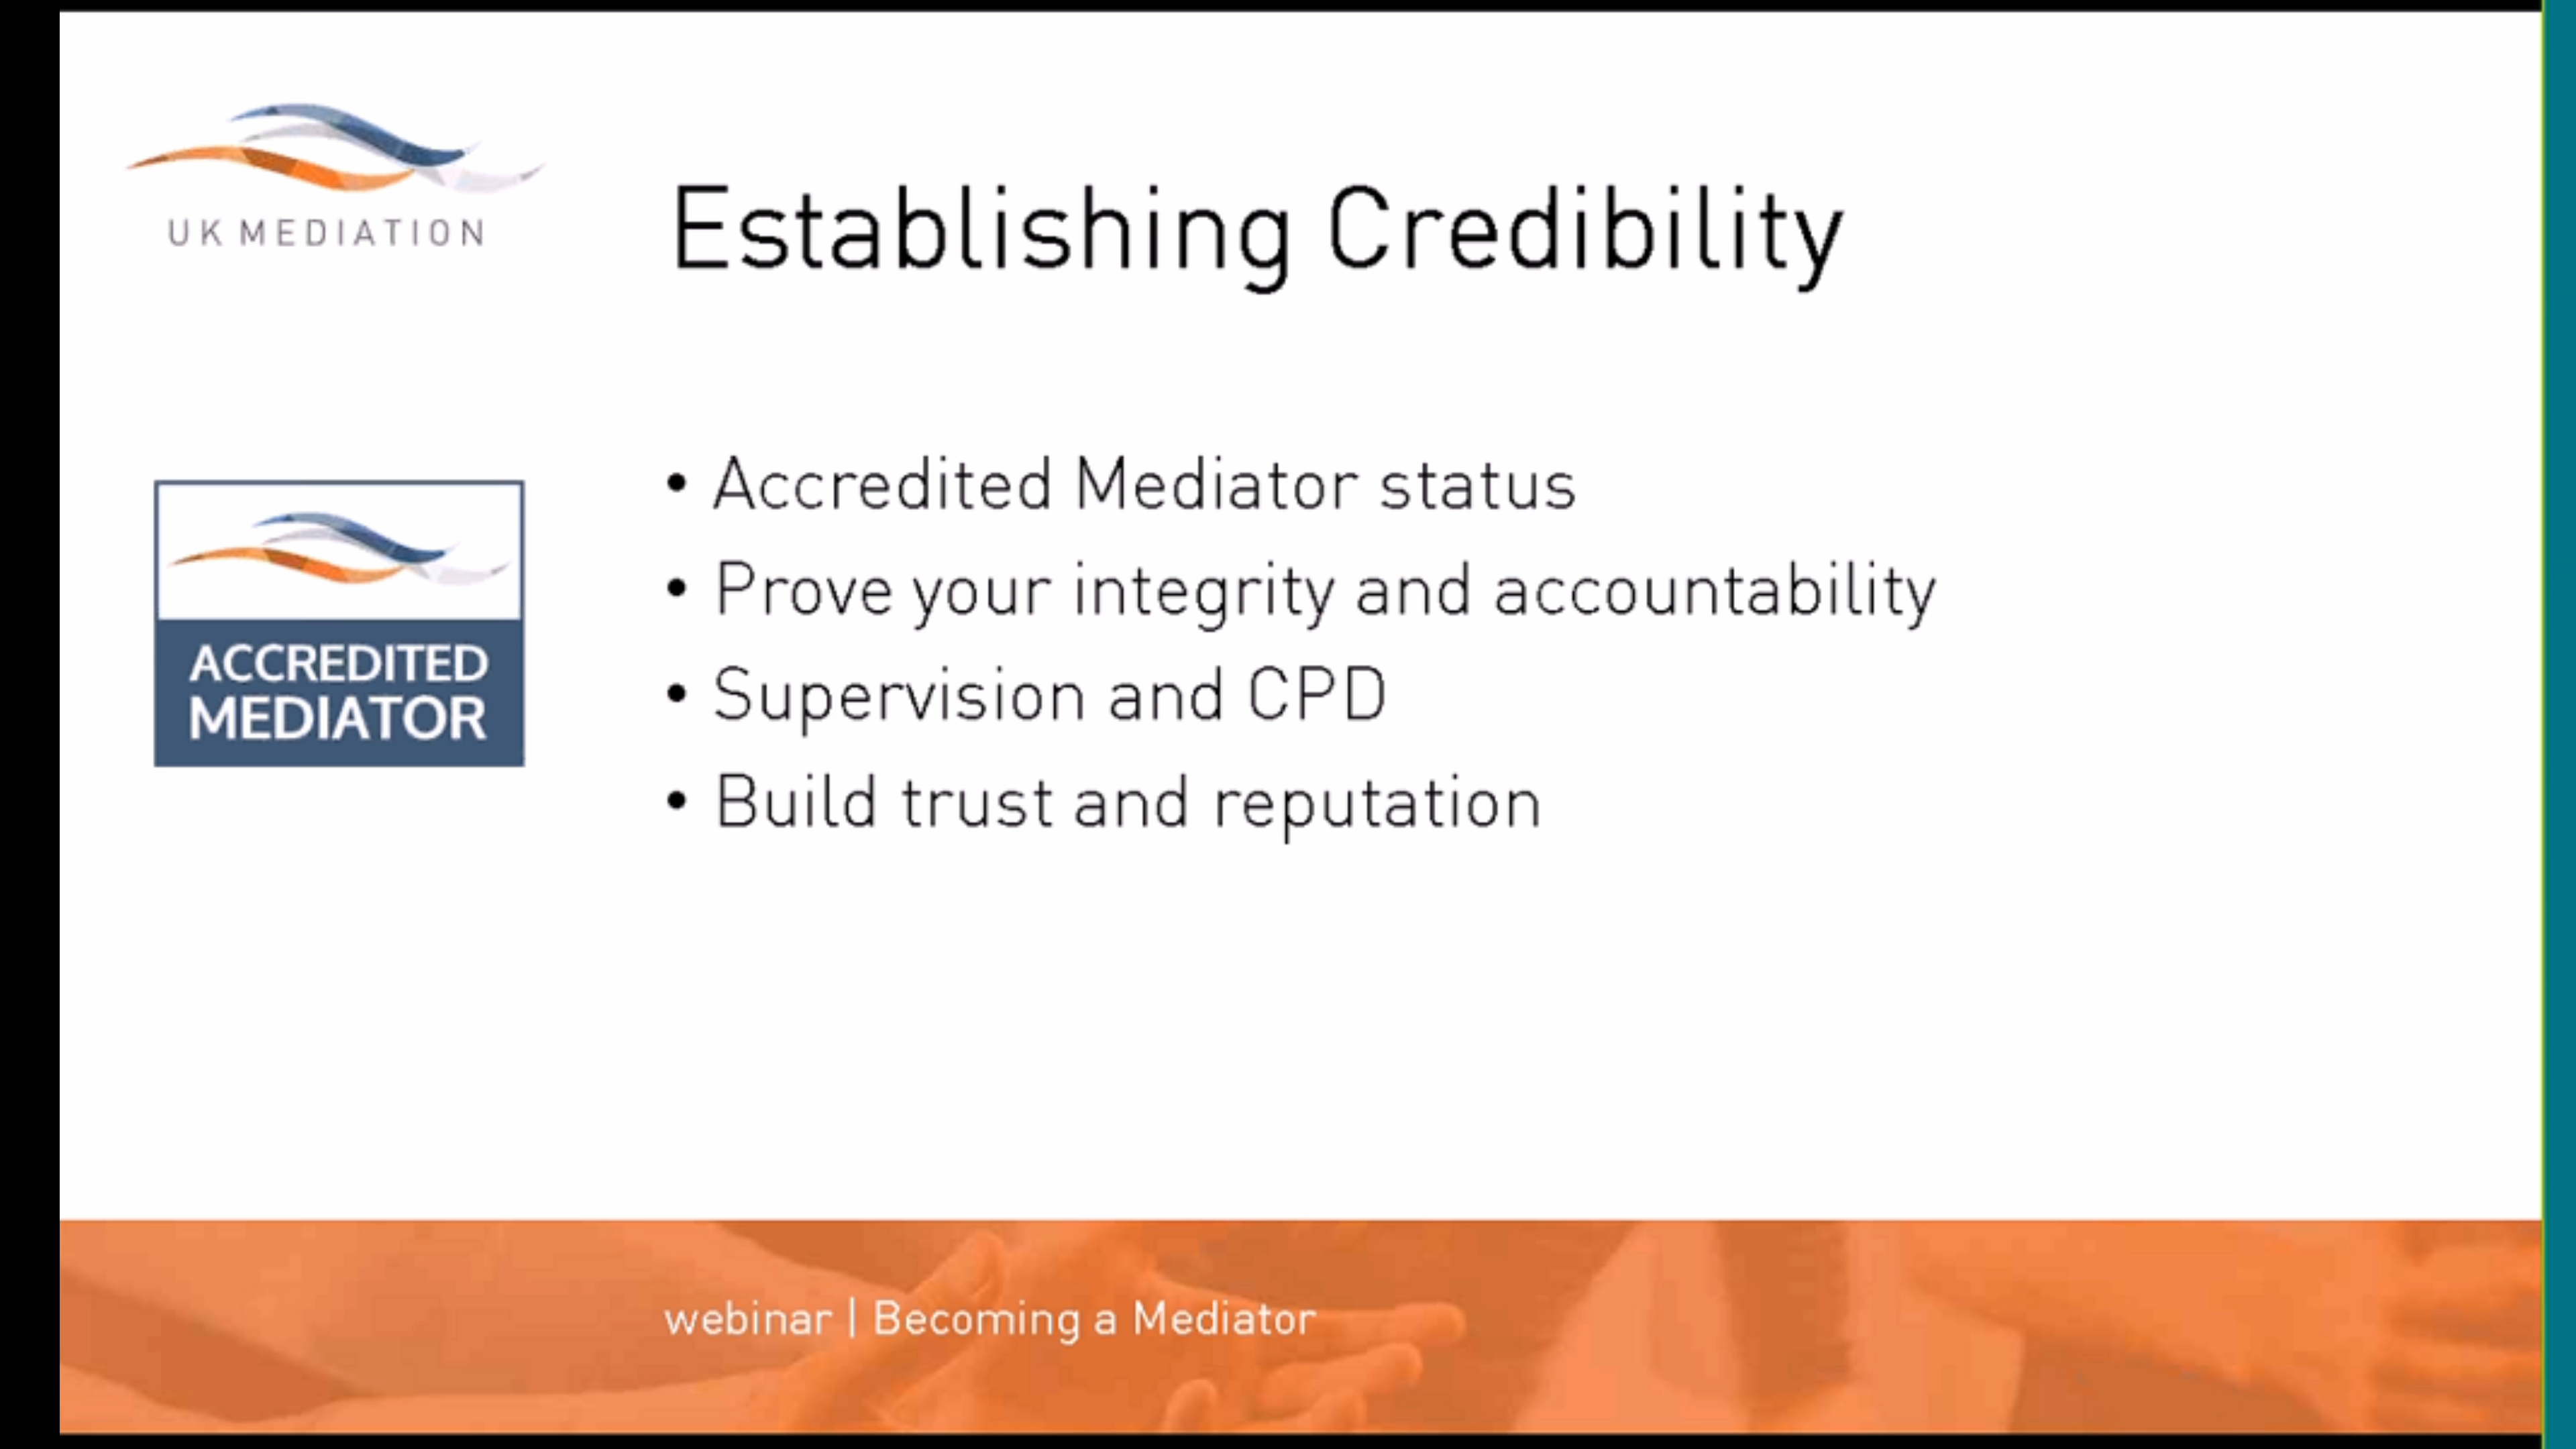 UK MEDIATION
Establishing Credibility
ACCREDITED
MEDIATOR
• Accredited Mediator status
• Prove your integrity and accountability
• Supervision and CPD
• Build trust and reputation
webinar | Becoming a Mediator